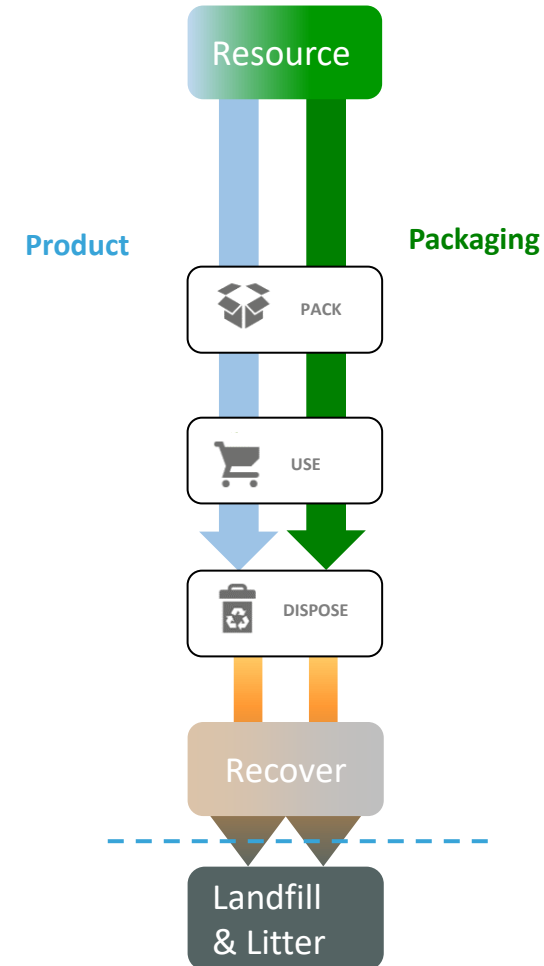 Resource
Product
Packaging
PACK
USE
DISPOSE
Recover
Landfill
& Litter